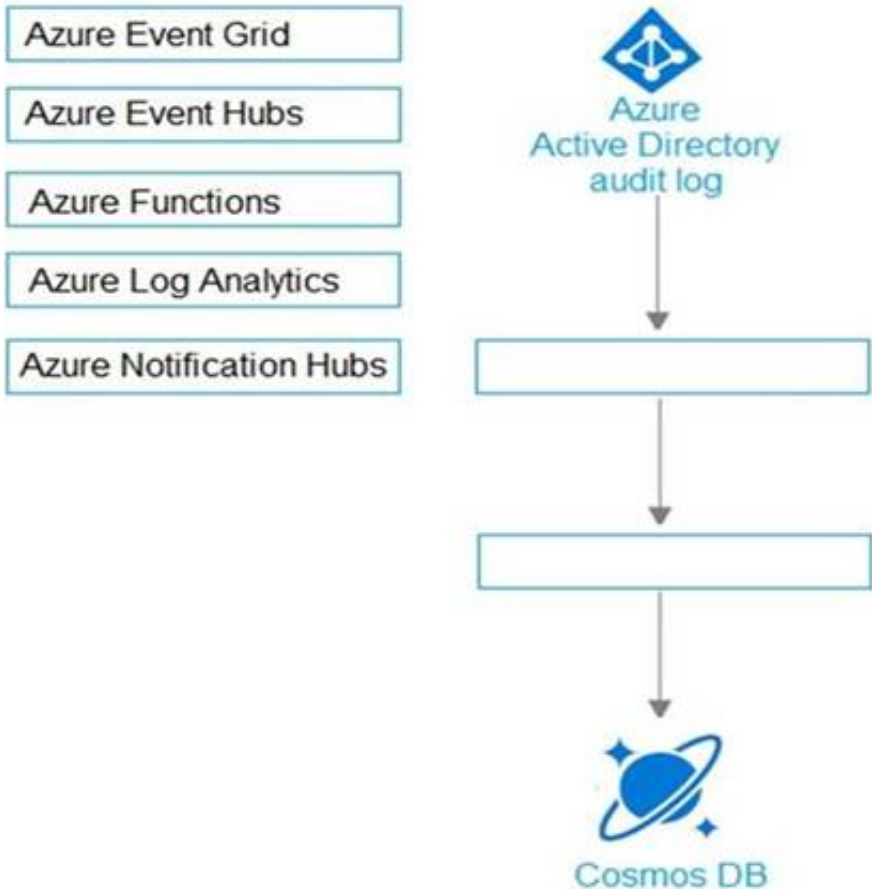 Azure Event Grid
Azure Event Hubs
Azure Functions
Azure Log Analytics
Azure Notification Hubs
Azure
Active Directory
audit log
Cosmos DB